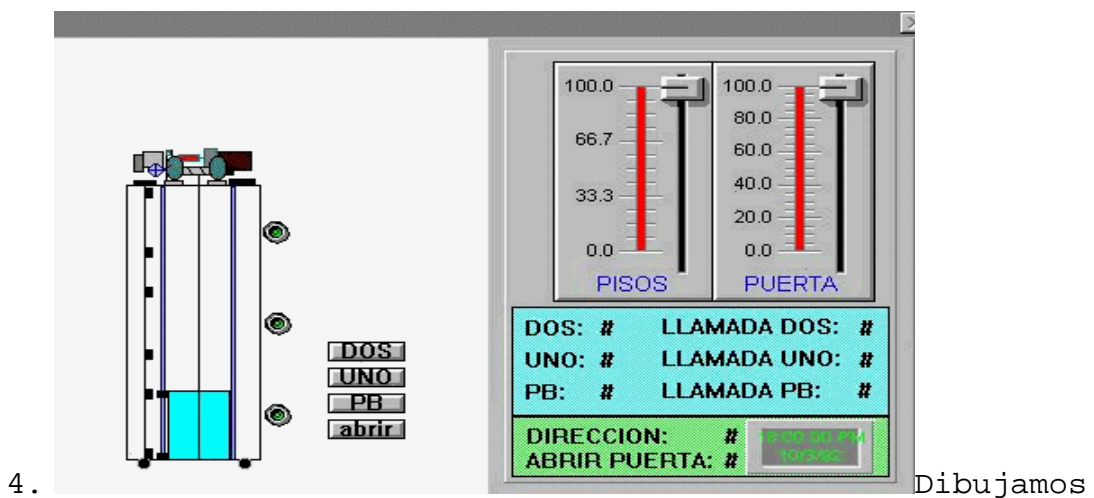 100.0
66.7
33.3
0.0
PISOS
100.0
80.0
60.0
40.0
20.0
0.0
PUERTA
DOS
UNO
PB
abrir
DOS: # LLAMADA DOS: #
UNO: # LLAMADA UNO: #
PB: # LLAMADA PB: #
DIRECCION: #
ABRIR PUERTA: #
4. Dibujamos